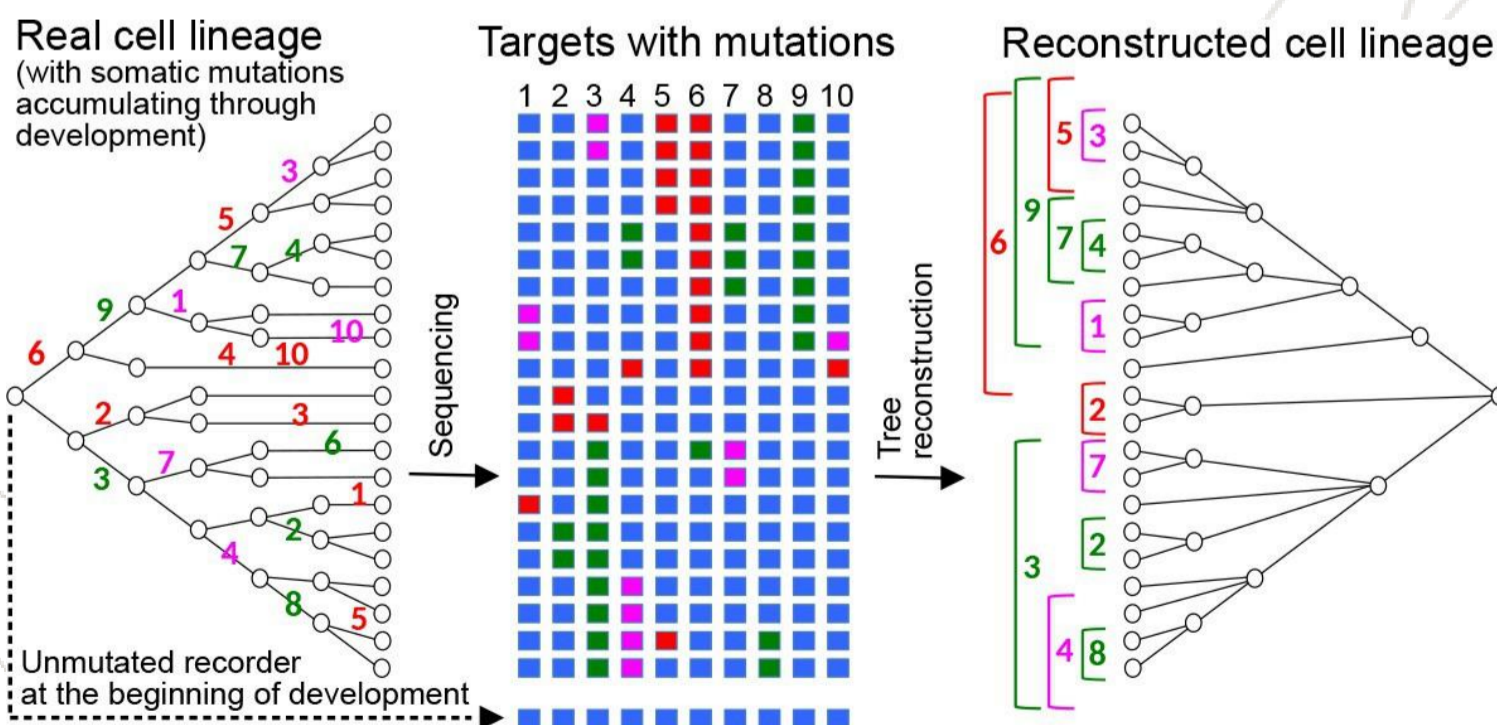 Real cell lineage
(with somatic mutations
accumulating through
development)
3
5
7 4
9 1
10
6 4 10
2 3
6
7
3
1
2
4
8 5
Unmutated recorder
at the beginning of development
Sequencing
Targets with mutations
1 2 3 4 5 6 7 8 9 10
Tree
reconstruction
Reconstructed cell lineage
5 3
9
7 4
6
1
2
7
2
3
4 8